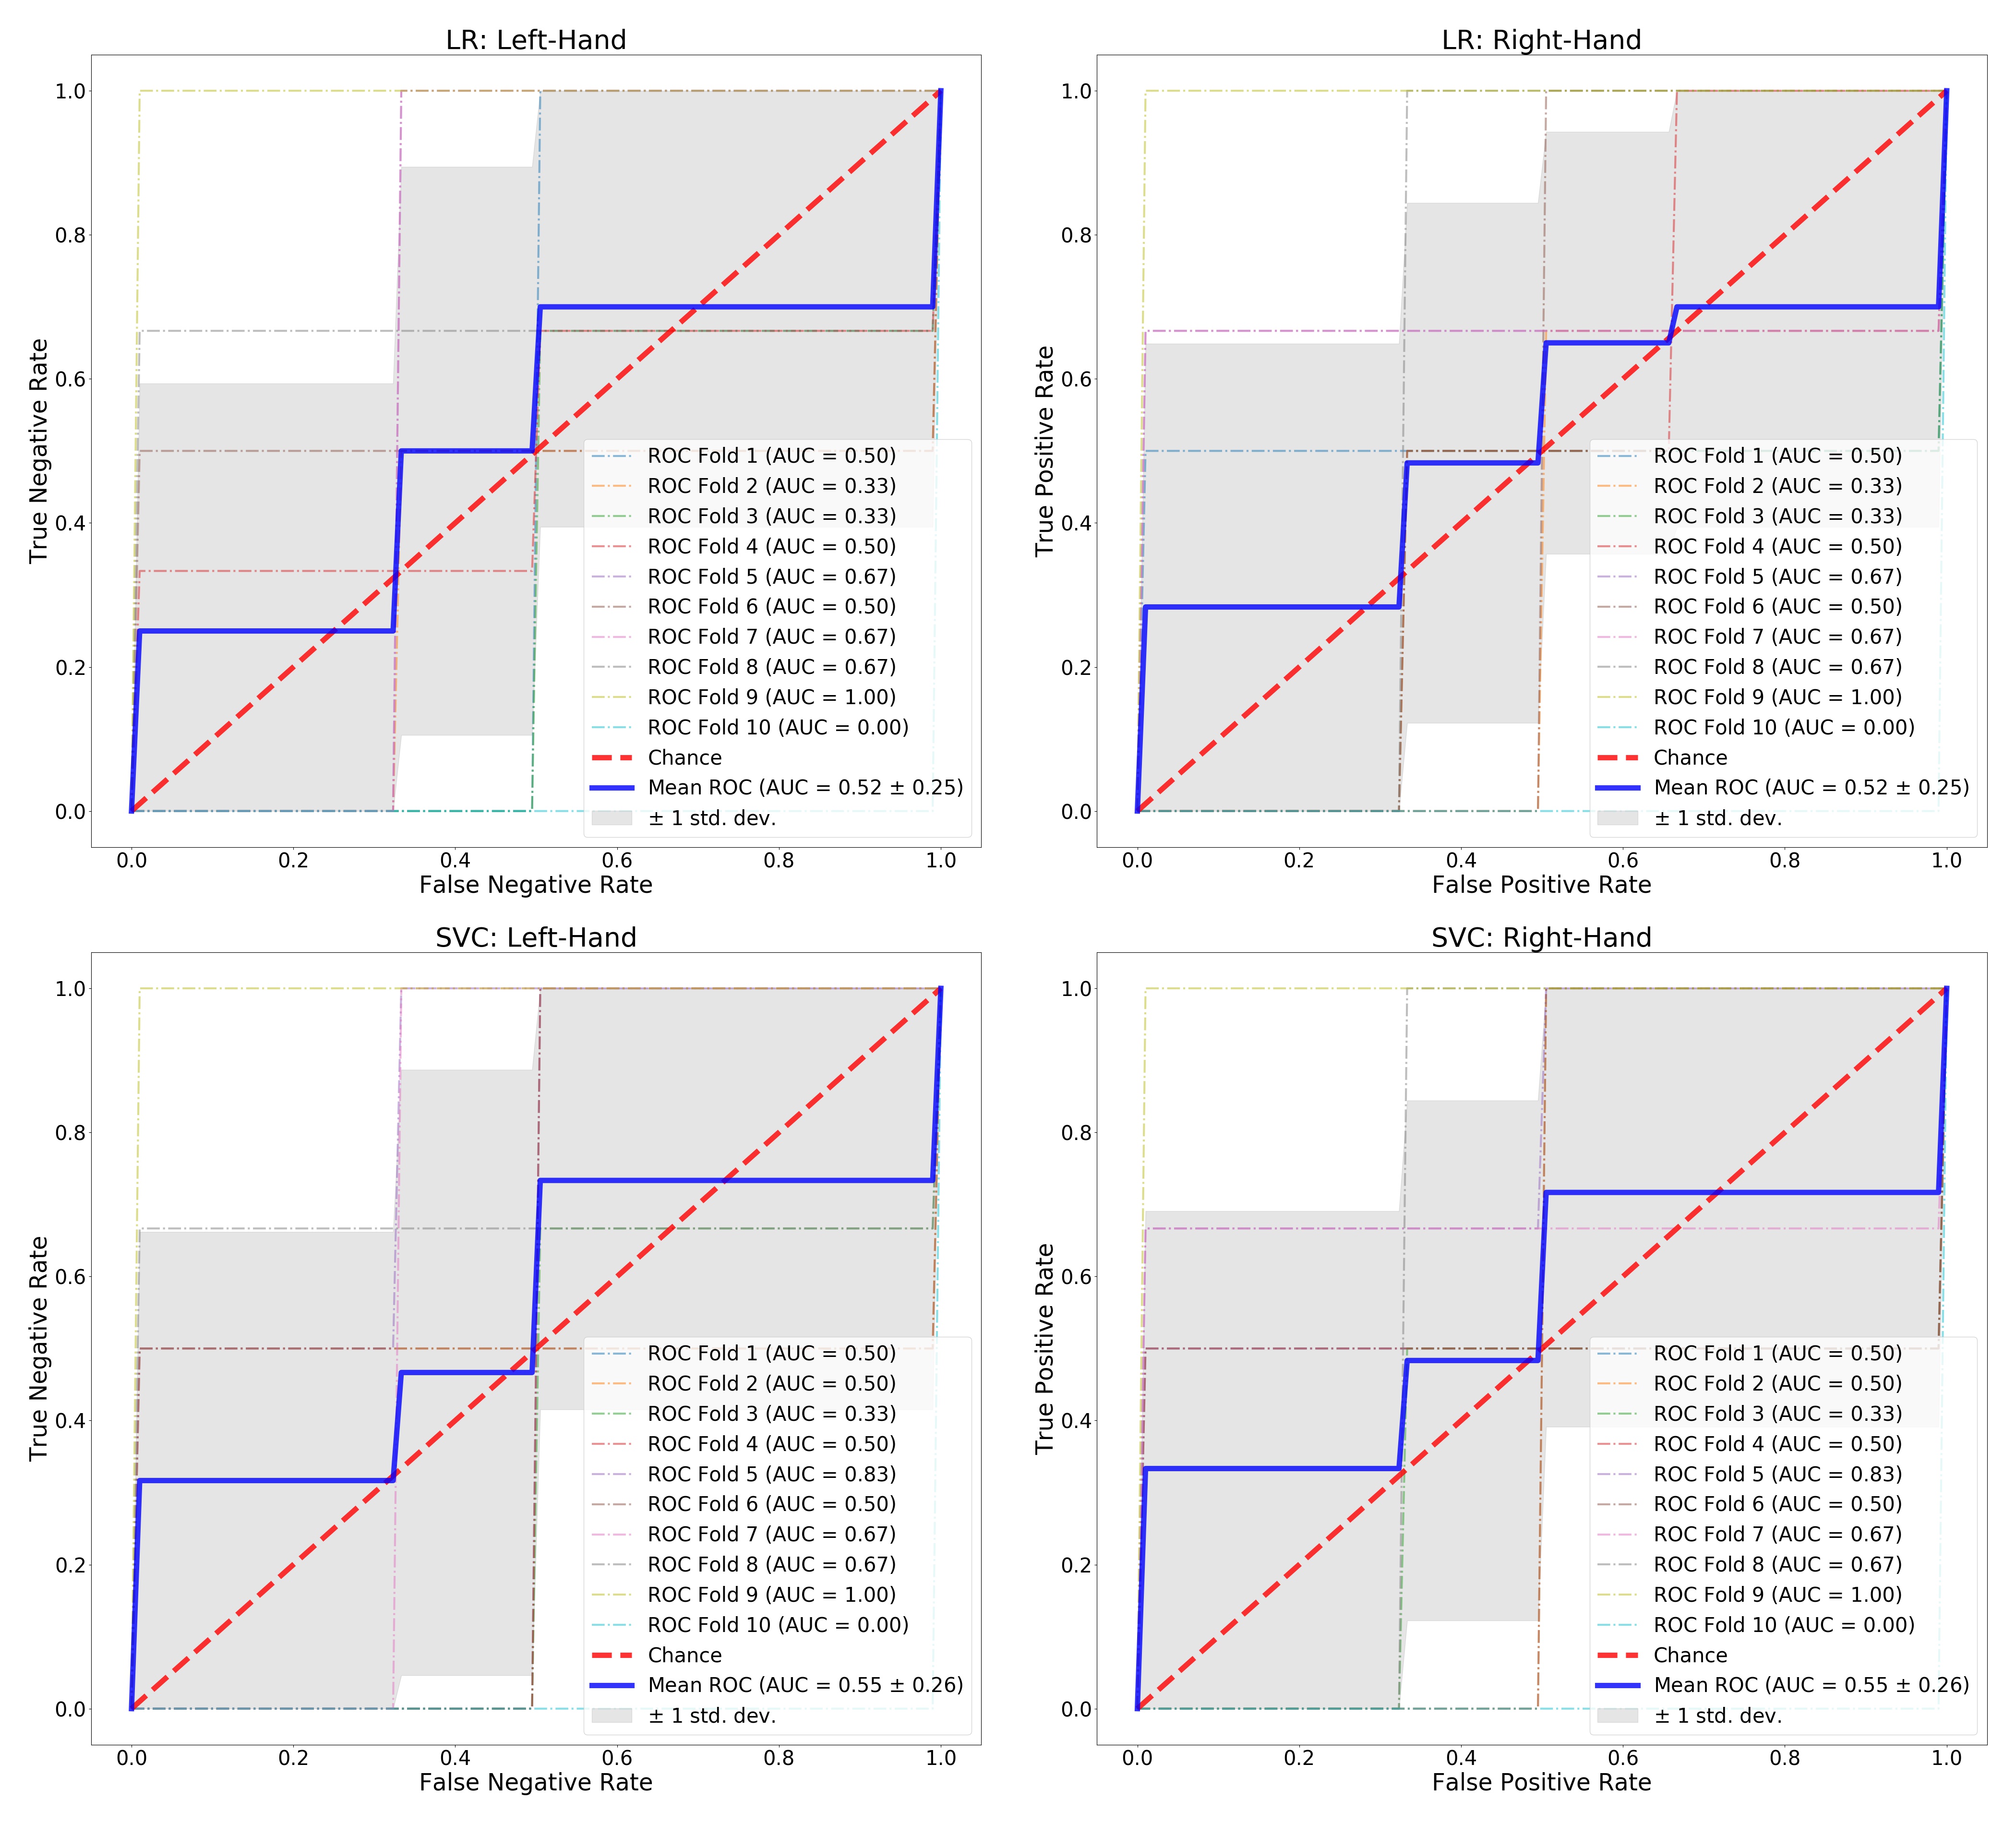 LR: Left-Hand
1.0
0.8
0.6
0.4
0.2
0.0
True Negative Rate
0.0 0.2 0.4 0.6 0.8 1.0
False Negative Rate
ROC Fold 1 (AUC = 0.50)
ROC Fold 2 (AUC = 0.33)
ROC Fold 3 (AUC = 0.33)
ROC Fold 4 (AUC = 0.50)
ROC Fold 5 (AUC = 0.67)
ROC Fold 6 (AUC = 0.50)
ROC Fold 7 (AUC = 0.67)
ROC Fold 8 (AUC = 0.67)
ROC Fold 9 (AUC = 1.00)
ROC Fold 10 (AUC = 0.00)
Chance
Mean ROC (AUC = 0.52 ± 0.25)
± 1 std. dev.
LR: Right-Hand
1.0
0.8
0.6
0.4
0.2
0.0
True Positive Rate
0.0 0.2 0.4 0.6 0.8 1.0
False Positive Rate
ROC Fold 1 (AUC = 0.50)
ROC Fold 2 (AUC = 0.33)
ROC Fold 3 (AUC = 0.33)
ROC Fold 4 (AUC = 0.50)
ROC Fold 5 (AUC = 0.67)
ROC Fold 6 (AUC = 0.50)
ROC Fold 7 (AUC = 0.67)
ROC Fold 8 (AUC = 0.67)
ROC Fold 9 (AUC = 1.00)
ROC Fold 10 (AUC = 0.00)
Chance
Mean ROC (AUC = 0.52 ± 0.25)
± 1 std. dev.
SVC: Left-Hand
1.0
0.8
0.6
0.4
0.2
0.0
True Negative Rate
0.0 0.2 0.4 0.6 0.8 1.0
False Negative Rate
ROC Fold 1 (AUC = 0.50)
ROC Fold 2 (AUC = 0.50)
ROC Fold 3 (AUC = 0.33)
ROC Fold 4 (AUC = 0.50)
ROC Fold 5 (AUC = 0.83)
ROC Fold 6 (AUC = 0.50)
ROC Fold 7 (AUC = 0.67)
ROC Fold 8 (AUC = 0.67)
ROC Fold 9 (AUC = 1.00)
ROC Fold 10 (AUC = 0.00)
Chance
Mean ROC (AUC = 0.55 ± 0.26)
± 1 std. dev.
SVC: Right-Hand
1.0
0.8
0.6
0.4
0.2
0.0
True Positive Rate
0.0 0.2 0.4 0.6 0.8 1.0
False Positive Rate
ROC Fold 1 (AUC = 0.50)
ROC Fold 2 (AUC = 0.50)
ROC Fold 3 (AUC = 0.33)
ROC Fold 4 (AUC = 0.50)
ROC Fold 5 (AUC = 0.83)
ROC Fold 6 (AUC = 0.50)
ROC Fold 7 (AUC = 0.67)
ROC Fold 8 (AUC = 0.67)
ROC Fold 9 (AUC = 1.00)
ROC Fold 10 (AUC = 0.00)
Chance
Mean ROC (AUC = 0.55 ± 0.26)
± 1 std. dev.